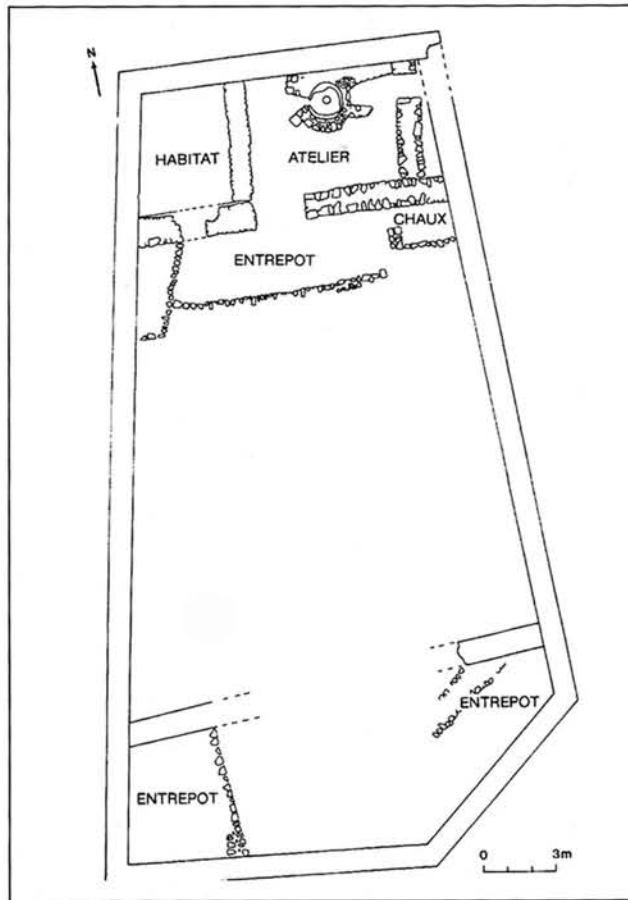 N
HABITAT
ATELIER
CHAUX
ENTREPOT
ENTREPOT
ENTREPOT
0 3m